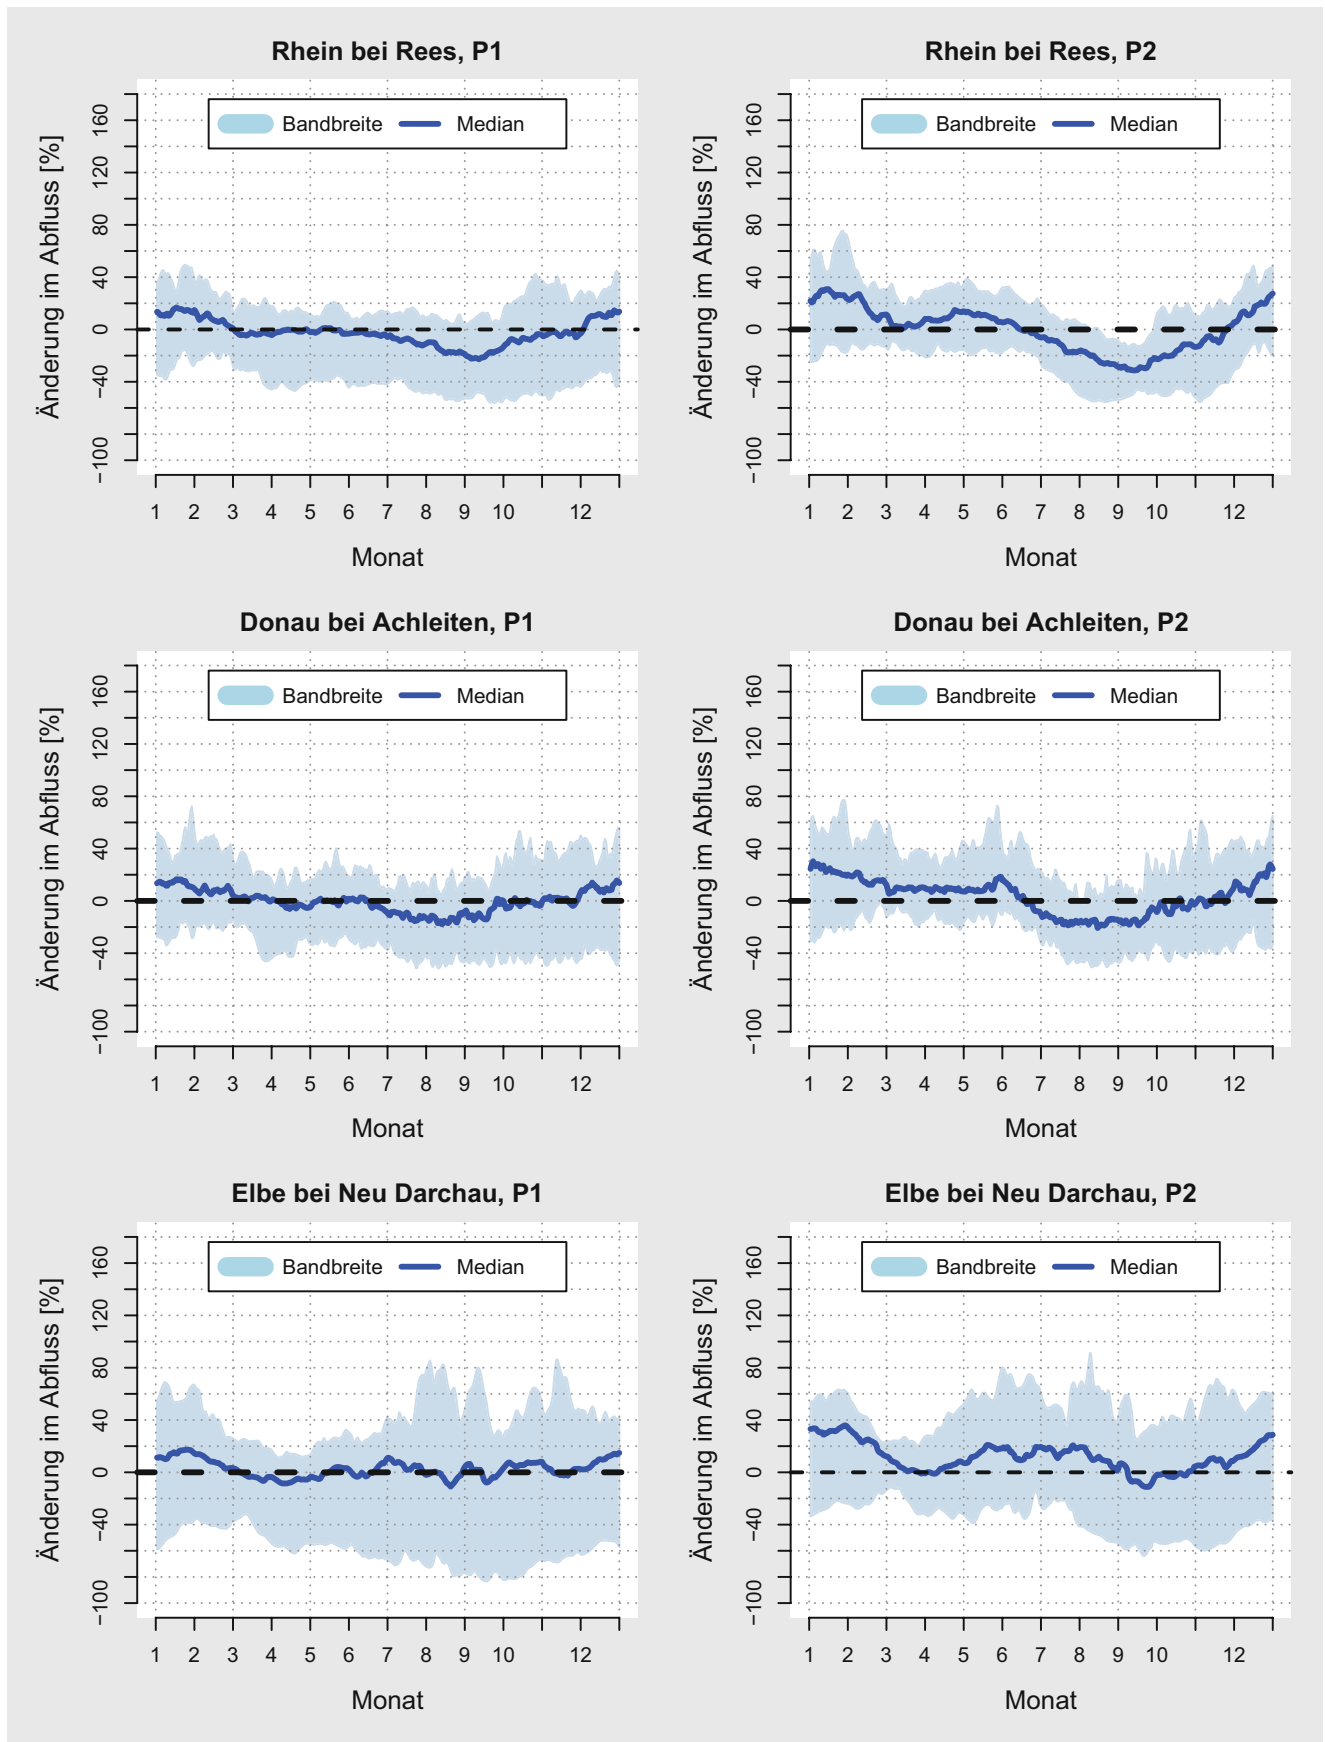 Rhein bei Rees, P1
Bandbreite Median
Änderung im Abfluss [%]
160
120
80
40
0
−40
−100
1 2 3 4 5 6 7 8 9 10 12
Monat
Rhein bei Rees, P2
Bandbreite Median
Änderung im Abfluss [%]
160
120
80
40
0
−40
−100
1 2 3 4 5 6 7 8 9 10 12
Monat
Donau bei Achleiten, P1
Bandbreite Median
Änderung im Abfluss [%]
160
120
80
40
0
−40
−100
1 2 3 4 5 6 7 8 9 10 12
Monat
Donau bei Achleiten, P2
Bandbreite Median
Änderung im Abfluss [%]
160
120
80
40
0
−40
−100
1 2 3 4 5 6 7 8 9 10 12
Monat
Elbe bei Neu Darchau, P1
Bandbreite Median
Änderung im Abfluss [%]
160
120
80
40
0
−40
−100
1 2 3 4 5 6 7 8 9 10 12
Monat
Elbe bei Neu Darchau, P2
Bandbreite Median
Änderung im Abfluss [%]
160
120
80
40
0
−40
−100
1 2 3 4 5 6 7 8 9 10 12
Monat